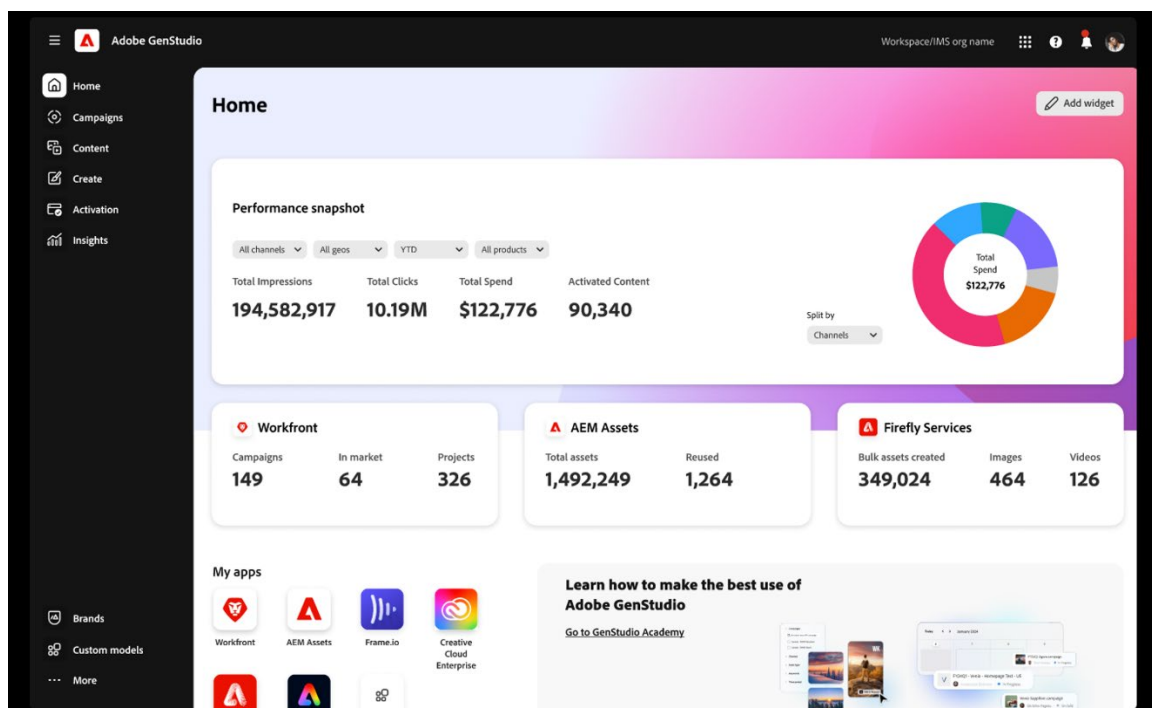 Adobe GenStudio
Workspace/IMS org name
Home
Campaigns
Content
Create
Activation
Insights
Brands
Custom models
More
Home
Add widget
Performance snapshot
All channels All geos YTD All products
Total Impressions Total Clicks Total Spend Activated Content
194,582,917 10.19M $122,776 90,340
Split by
Channels
Total
Spend
$122,776
Workfront
Campaigns In market Projects
149 64 326
AEM Assets
Total assets Reused
1,492,249 1,264
Firefly Services
Bulk assets created Images Videos
349,024 464 126
My apps
Workfront AEM Assets Frame.io Creative
Cloud
Enterprise
Learn how to make the best use of
Adobe GenStudio
Go to GenStudio Academy
Today January 2024